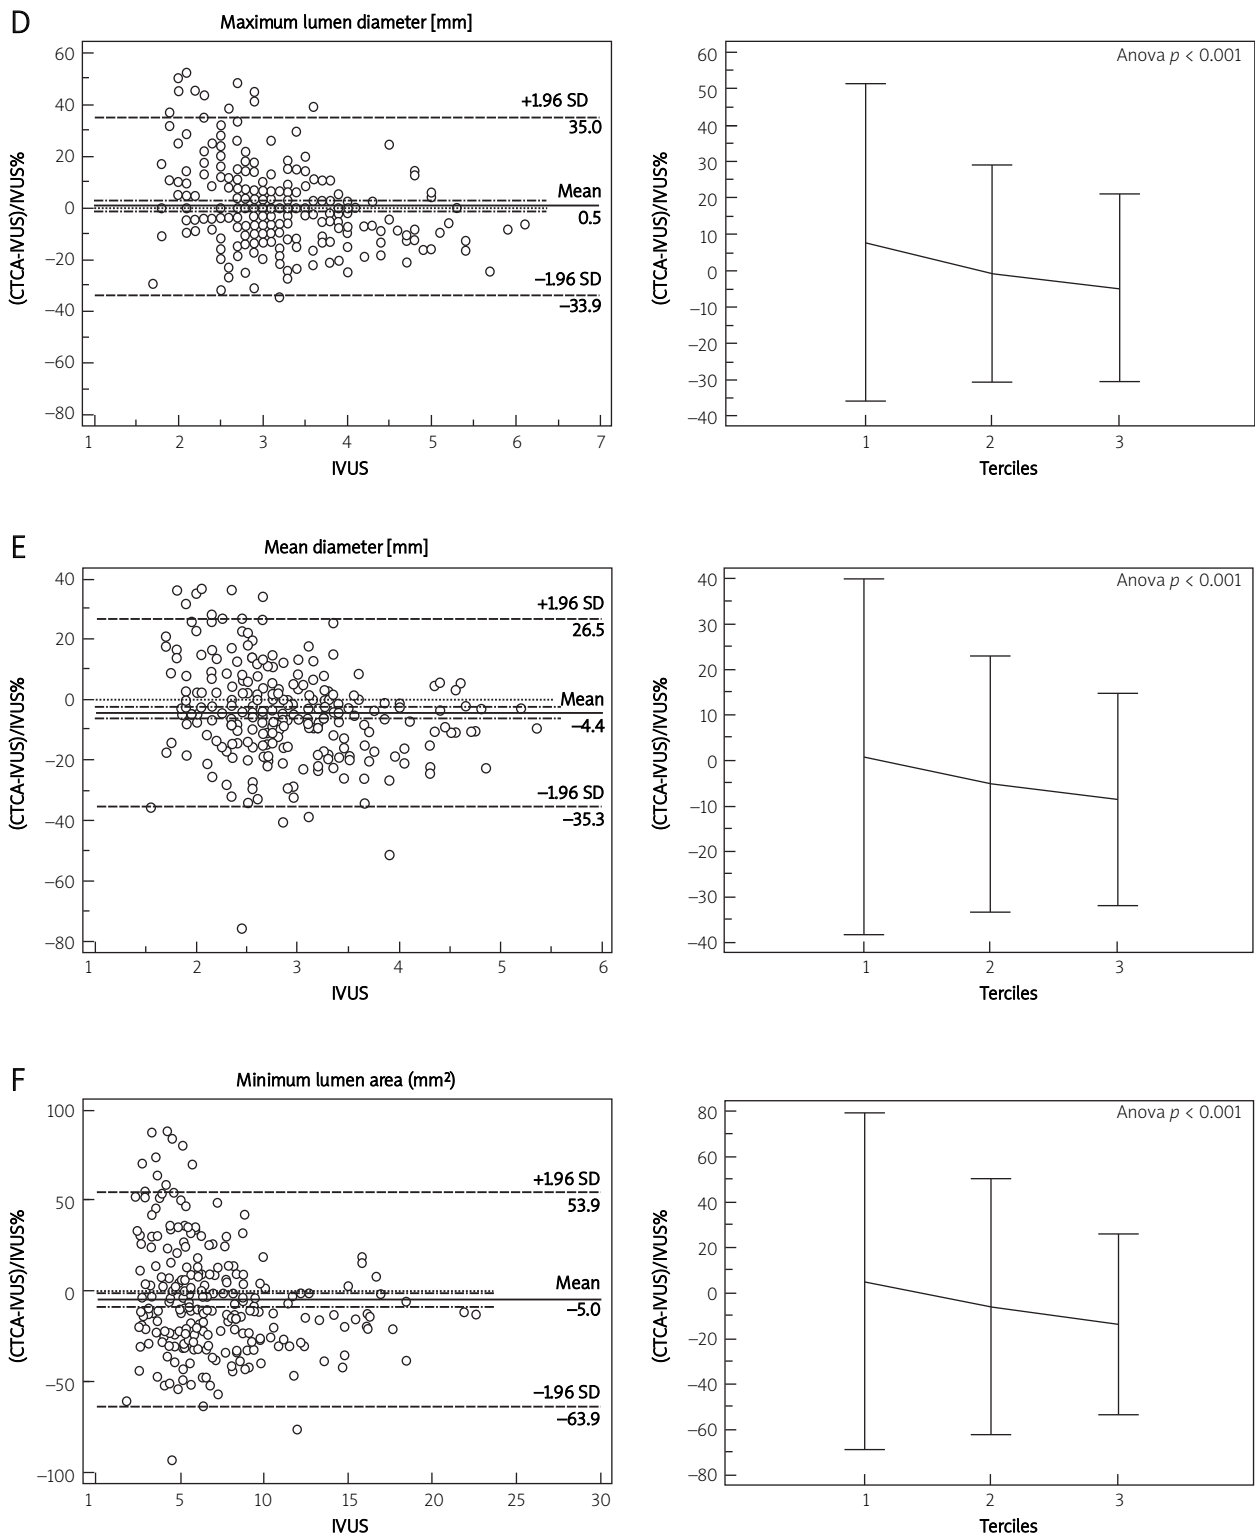 D
Maximum lumen diameter [mm]
(CTCA-IVUS)/IVUS%
60
40
20
0
−20
−40
−60
−80
+1.96 SD
35.0
Mean
0.5
−1.96 SD
−33.9
1 2 3 4 5 6 7
IVUS
Anova p < 0.001
(CTCA-IVUS)/IVUS%
60
50
40
30
20
10
0
−10
−20
−30
−40
1 2 3
Terciles
E
Mean diameter [mm]
(CTCA-IVUS)/IVUS%
40
20
0
−20
−40
−60
−80
+1.96 SD
26.5
Mean
−4.4
−1.96 SD
−35.3
1 2 3 4 5 6
IVUS
Anova p < 0.001
(CTCA-IVUS)/IVUS%
40
30
20
10
0
−10
−20
−30
−40
1 2 3
Terciles
F
Minimum lumen area (mm²)
(CTCA-IVUS)/IVUS%
100
50
0
−50
−100
+1.96 SD
53.9
Mean
−5.0
−1.96 SD
−63.9
1 5 10 15 20 25 30
IVUS
Anova p < 0.001
(CTCA-IVUS)/IVUS%
80
60
40
20
0
−20
−40
−60
−80
1 2 3
Terciles